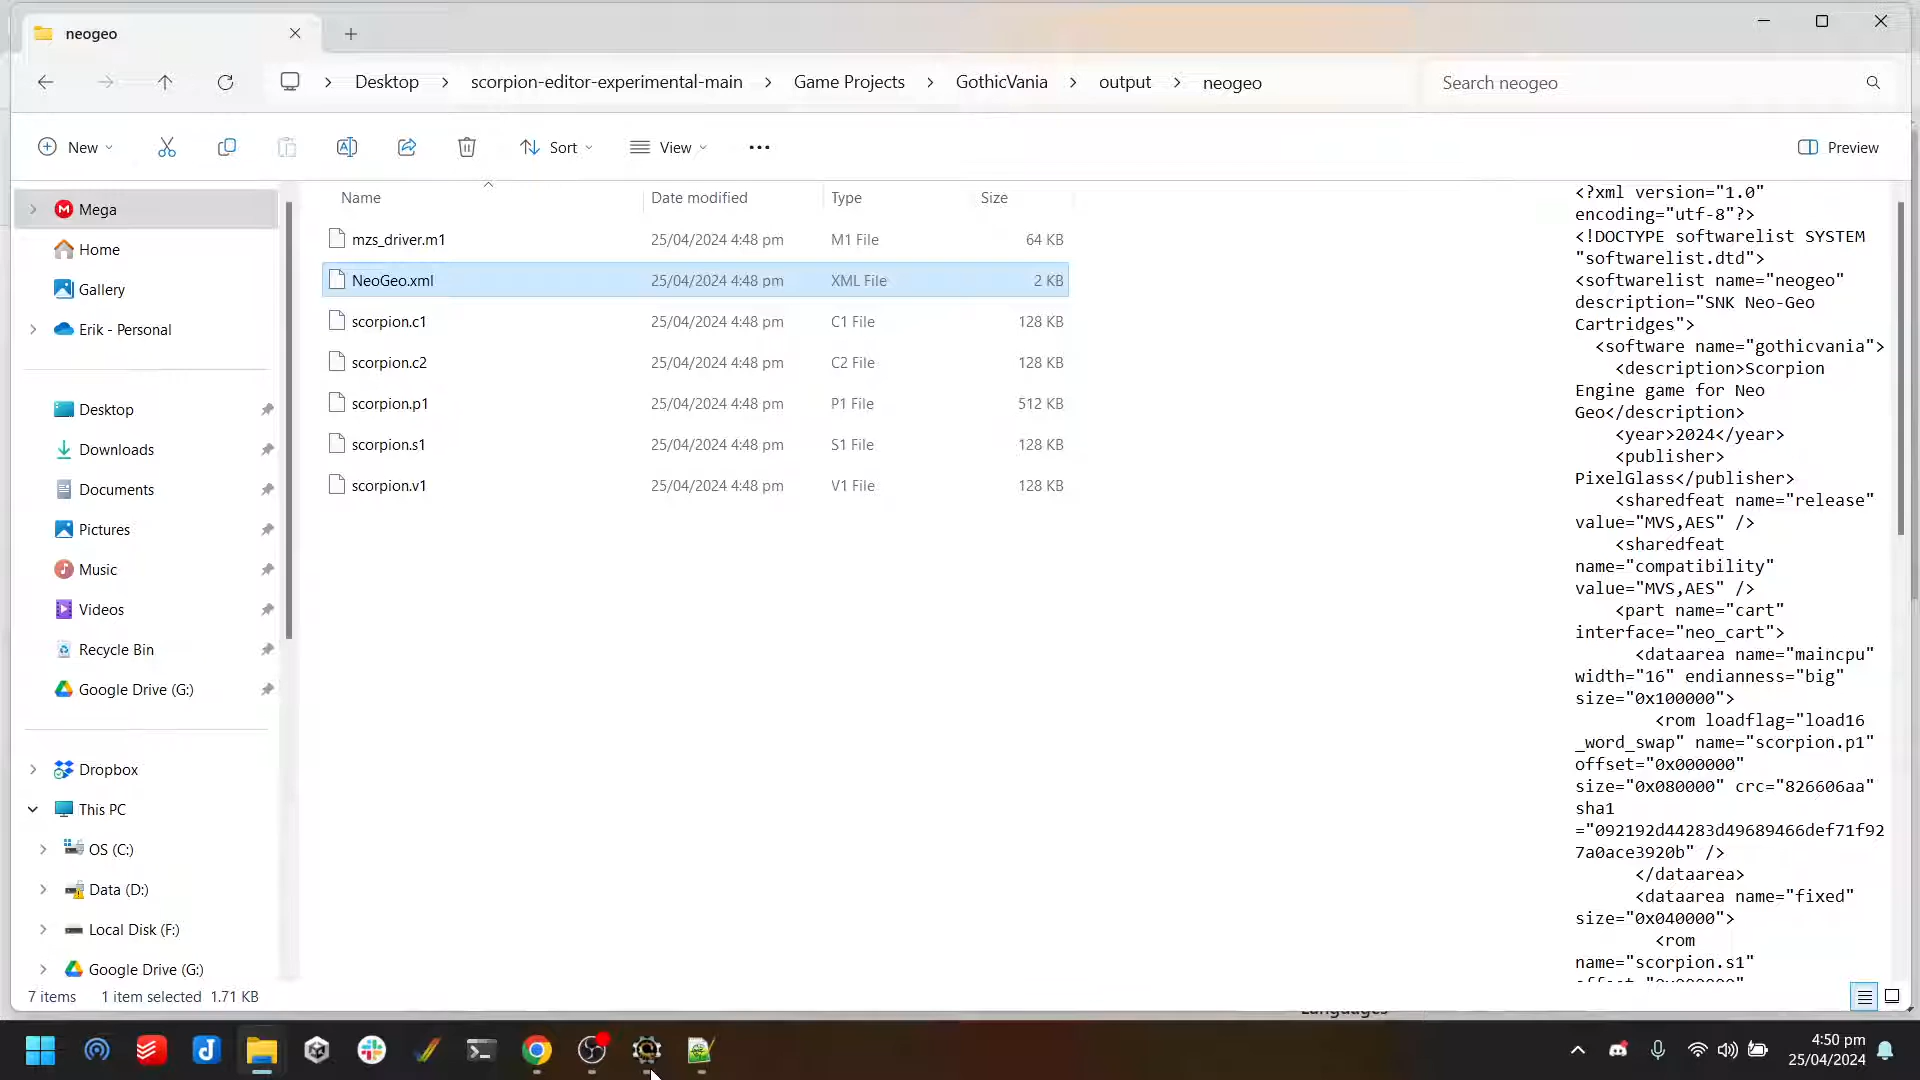 neogeo
Desktop
scorpion-editor-experimental-main
Game Projects
GothicVania
output
neogeo
Search neogeo
New
Sort
View
Preview
Mega
Home
Gallery
Erik - Personal
Desktop
Downloads
Documents
Pictures
Music
Videos
Recycle Bin
Google Drive (G:)
Dropbox
This PC
OS (C:)
Data (D:)
Local Disk (F:)
Google Drive (G:)
Name Date modified Type Size
mzs_driver.m1 25/04/2024 4:48 pm M1 File 64 KB
NeoGeo.xml 25/04/2024 4:48 pm XML File 2 KB
scorpion.c1 25/04/2024 4:48 pm C1 File 128 KB
scorpion.c2 25/04/2024 4:48 pm C2 File 128 KB
scorpion.p1 25/04/2024 4:48 pm P1 File 512 KB
scorpion.s1 25/04/2024 4:48 pm S1 File 128 KB
scorpion.v1 25/04/2024 4:48 pm V1 File 128 KB
<?xml version="1.0"
encoding="utf-8"?>
<!DOCTYPE softwarelist SYSTEM
"softwarelist.dtd">
<softwarelist name="neogeo"
description="SNK Neo-Geo
Cartridges">
<software name="gothicvania">
<description>Scorpion
Engine game for Neo
Geo</description>
<year>2024</year>
<publisher>
PixelGlass</publisher>
<sharedfeat name="release"
value="MVS,AES" />
<sharedfeat
name="compatibility"
value="MVS,AES" />
<part name="cart"
interface="neo_cart">
<dataarea name="maincpu"
width="16" endianness="big"
size="0x100000">
<rom loadflag="load16
_word_swap" name="scorpion.p1"
offset="0x000000"
size="0x080000" crc="826606aa"
sha1
="092192d44283d49689466def71f92
7a0ace3920b" />
</dataarea>
<dataarea name="fixed"
size="0x040000">
<rom
name="scorpion.s1"
7 items 1 item selected 1.71 KB
Languages
4:50 pm
25/04/2024